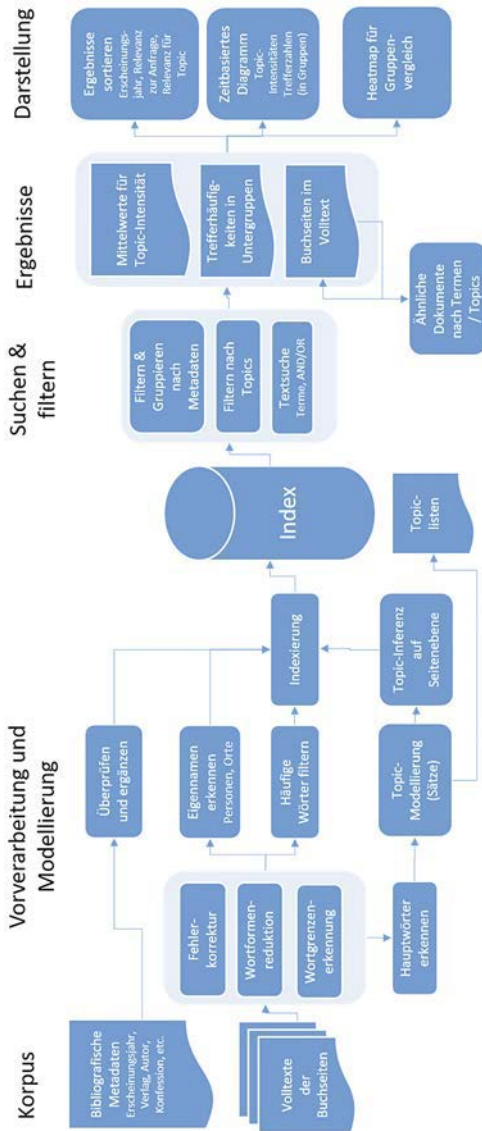 Korpus
Bibliografische
Metadaten
Erscheinungsjahr,
Verlag, Autor,
Konfession, etc.
Volltexte
der
Buchseiten
Vorverarbeitung und
Modellierung
Überprüfen
und ergänzen
Fehler-
korrektur
Wortformen-
reduktion
Wortgrenzen-
erkennung
Eigennamen
erkennen
Personen, Orte
Häufige
Wörter filtern
Hauptwörter
erkennen
Topic-
Modellierung
(Sätze)
Indexierung
Topic-Inferenz
auf
Seitenebene
Index
Topic-
listen
Suchen &
filtern
Filtern &
Gruppieren
nach
Metadaten
Filtern nach
Topics
Textsuche
Terme, AND/OR
Ergebnisse
Mittelwerte für
Topic-Intensität
Trefferhäufig-
keiten in
Untergruppen
Buchseiten im
Volltext
Ähnliche
Dokumente
nach Termen
/ Topics
Darstellung
Ergebnisse
sortieren
Erscheinungs-
jahr, Relevanz
zur Anfrage,
Relevanz für
Topic
Zeitbasiertes
Diagramm
Topic-
Intensitäten
Trefferzahlen
(in Gruppen)
Heatmap für
Gruppen-
vergleich